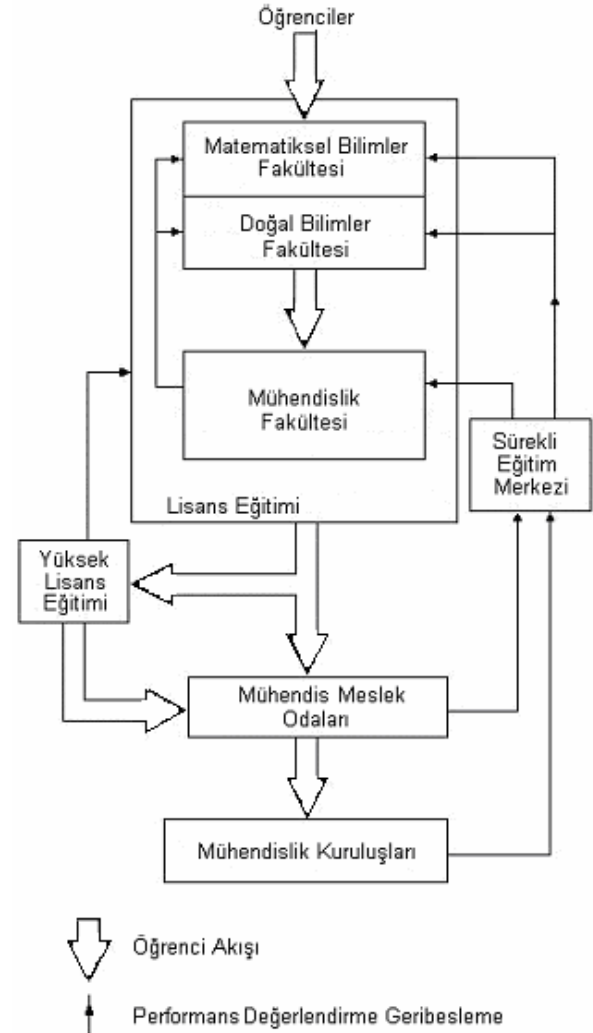 Öğrenciler
Matematiksel Bilimler
Fakültesi
Doğal Bilimler
Fakültesi
Mühendislik
Fakültesi
Sürekli
Eğitim
Merkezi
Lisans Eğitimi
Yüksek
Lisans
Eğitimi
Mühendis Meslek
Odaları
Mühendislik Kuruluşları
Öğrenci Akışı
Performans Değerlendirme Geribesleme